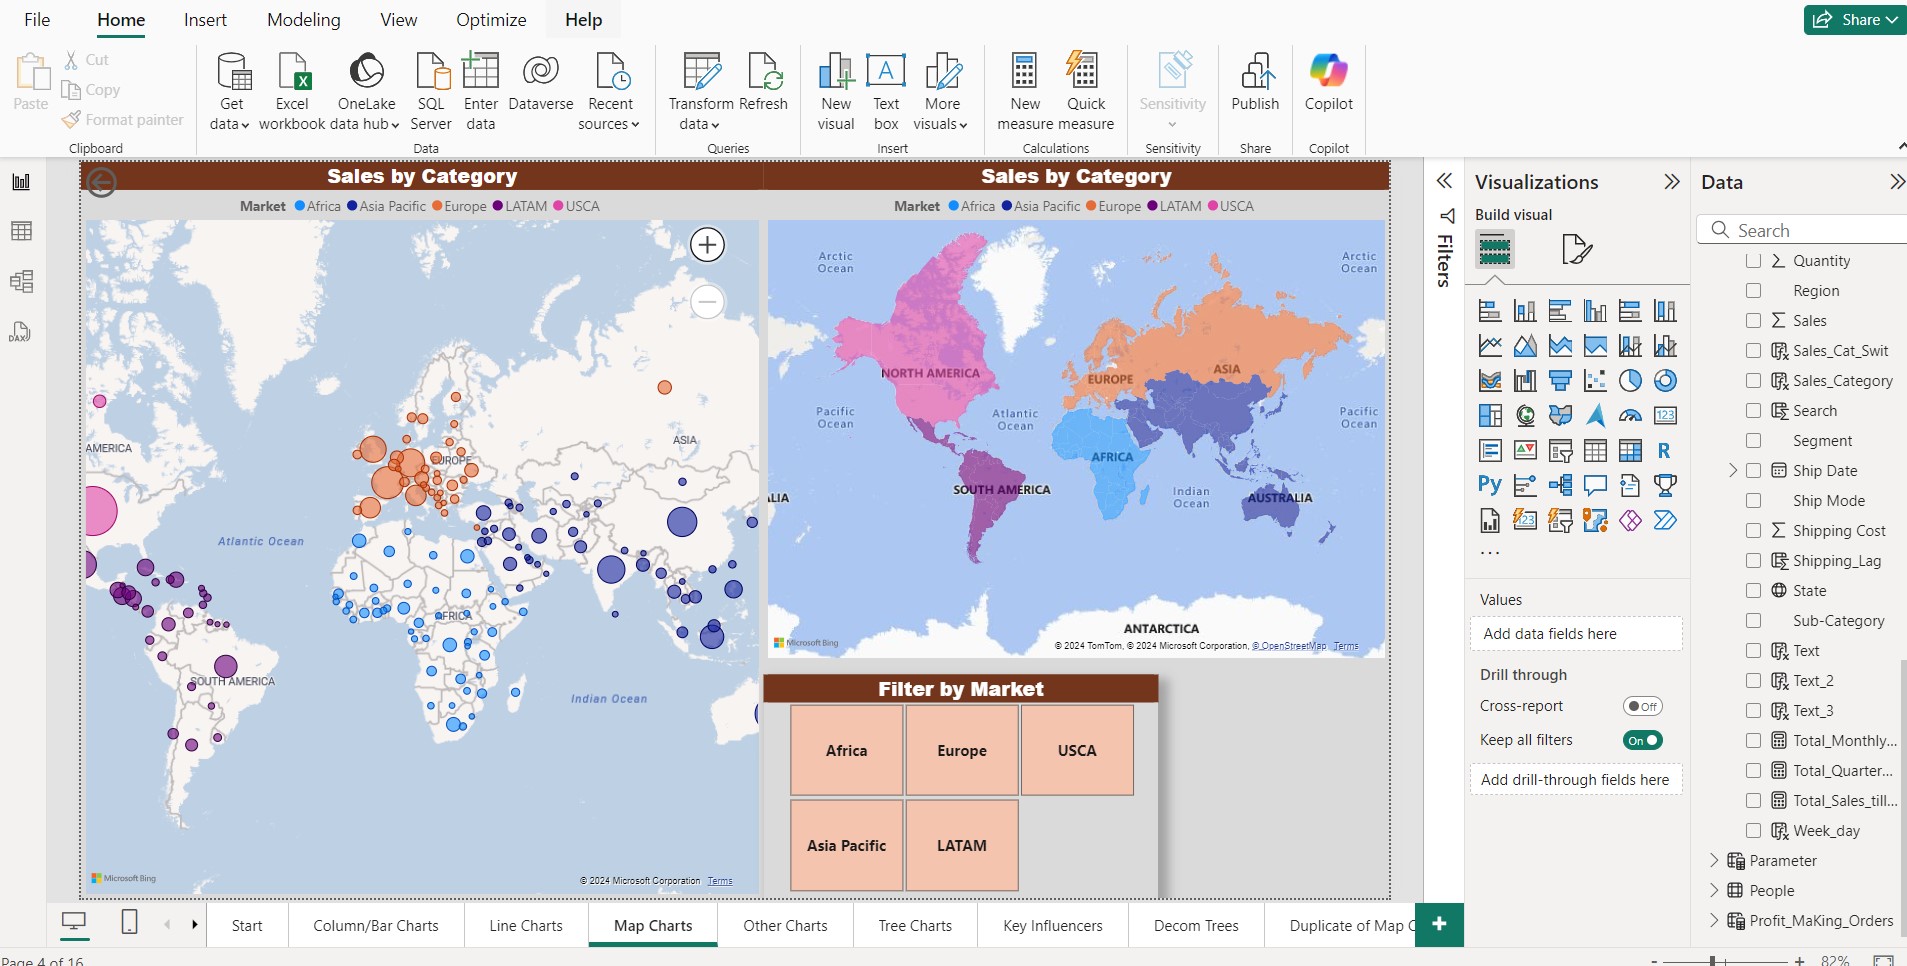 File Home Insert Modeling View Optimize Help Share
Paste Cut Copy Format painter
Get data Excel workbook OneLake data hub SQL Server Enter data Dataverse Recent sources
Transform data Refresh New visual Text box More visuals New measure Quick measure Sensitivity Publish Copilot
Clipboard Data Queries Insert Calculations Sensitivity Share Copilot
Sales by Category
Market Africa Asia Pacific Europe LATAM USCA
AMERICA
EUROPE
ASIA
Atlantic Ocean
AFRICA
SOUTH AMERICA
Indian Ocean
Microsoft Bing
© 2024 Microsoft Corporation Terms
Sales by Category
Market Africa Asia Pacific Europe LATAM USCA
Arctic Ocean
Arctic Ocean
NORTH AMERICA
EUROPE
ASIA
Pacific Ocean
Atlantic Ocean
Pacific Ocean
AFRICA
SOUTH AMERICA
Indian Ocean
AUSTRALIA
LIA
ANTARCTICA
Microsoft Bing
© 2024 TomTom, © 2024 Microsoft Corporation, © OpenStreetMap Terms
Filter by Market
Africa Europe USCA
Asia Pacific LATAM
Filters
Visualizations
Build visual
R
Py
123
...
Values
Add data fields here
Drill through
Cross-report Off
Keep all filters On
Add drill-through fields here
Data
Search
Quantity
Region
Sales
Sales_Cat_Swit
Sales_Category
Search
Segment
Ship Date
Ship Mode
Shipping Cost
Shipping_Lag
State
Sub-Category
Text
Text_2
Text_3
Total_Monthly...
Total_Quarter...
Total_Sales_till...
Week_day
Parameter
People
Profit_MaKing_Orders
DAX
Start Column/Bar Charts Line Charts Map Charts Other Charts Tree Charts Key Influencers Decom Trees Duplicate of Map C
Page 4 of 16
82%